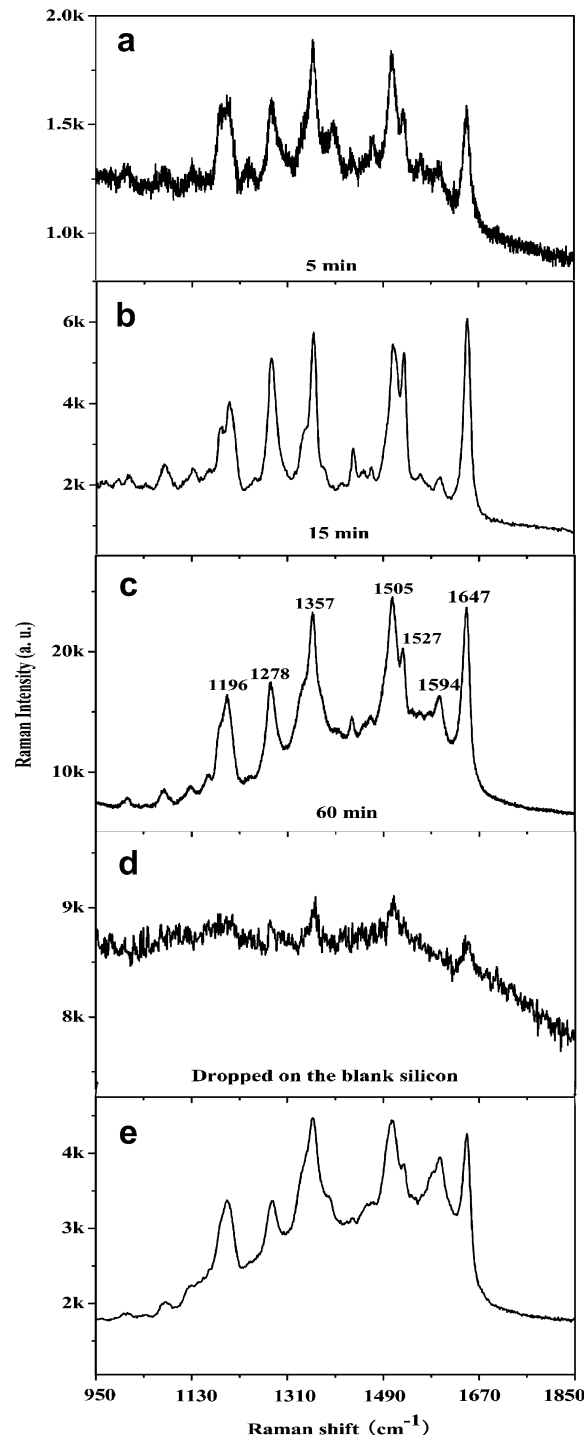 2.0k
a
1.5k
1.0k
5 min
b
6k
4k
2k
15 min
c
1505
1647
1357
20k
1527
1278
1594
1196
10k
60 min
Raman Intensity (a. u.)
d
9k
8k
Dropped on the blank silicon
e
4k
3k
2k
950 1130 1310 1490 1670 1850
Raman shift (cm⁻¹)